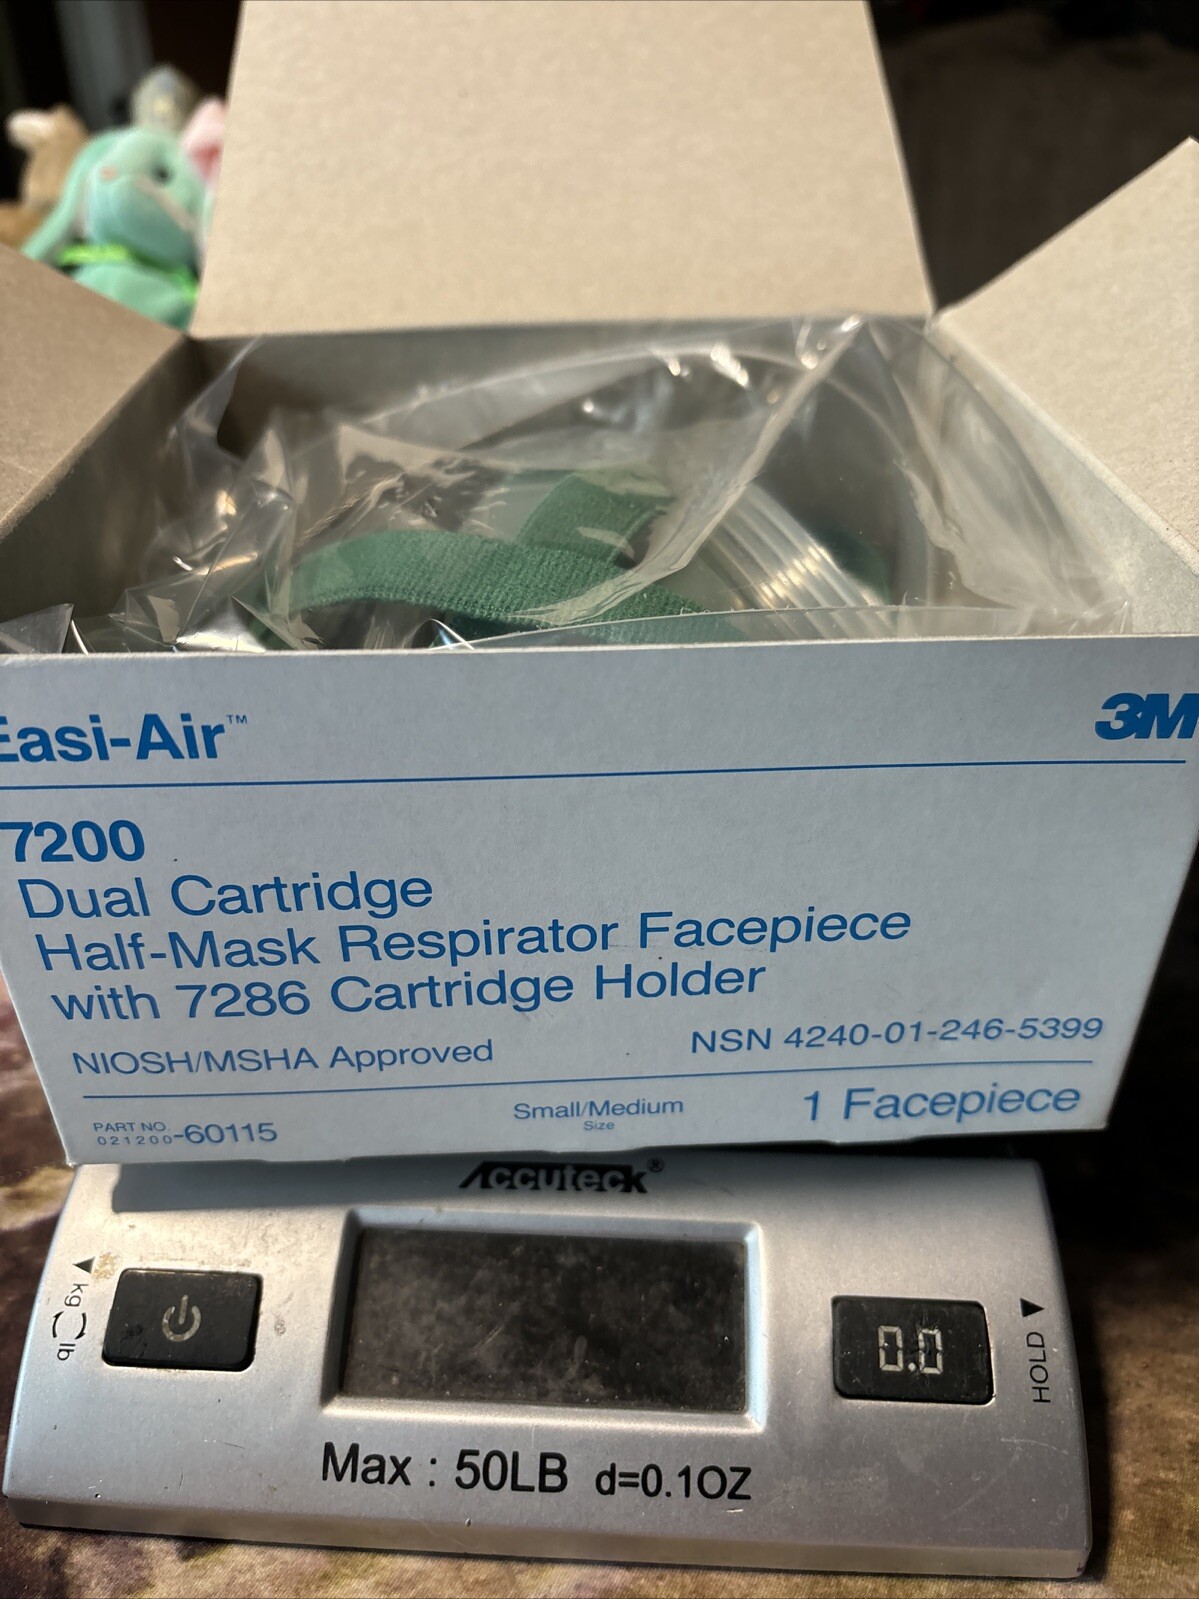 Easi-Air™
3M
7200
Dual Cartridge
Half-Mask Respirator Facepiece
with 7286 Cartridge Holder
NIOSH/MSHA Approved
NSN 4240-01-246-5399
PART NO.
021200-60115
Small/Medium
Size
1 Facepiece
Accuteck®
kg lb
0.0
HOLD
Max : 50LB d=0.1OZ